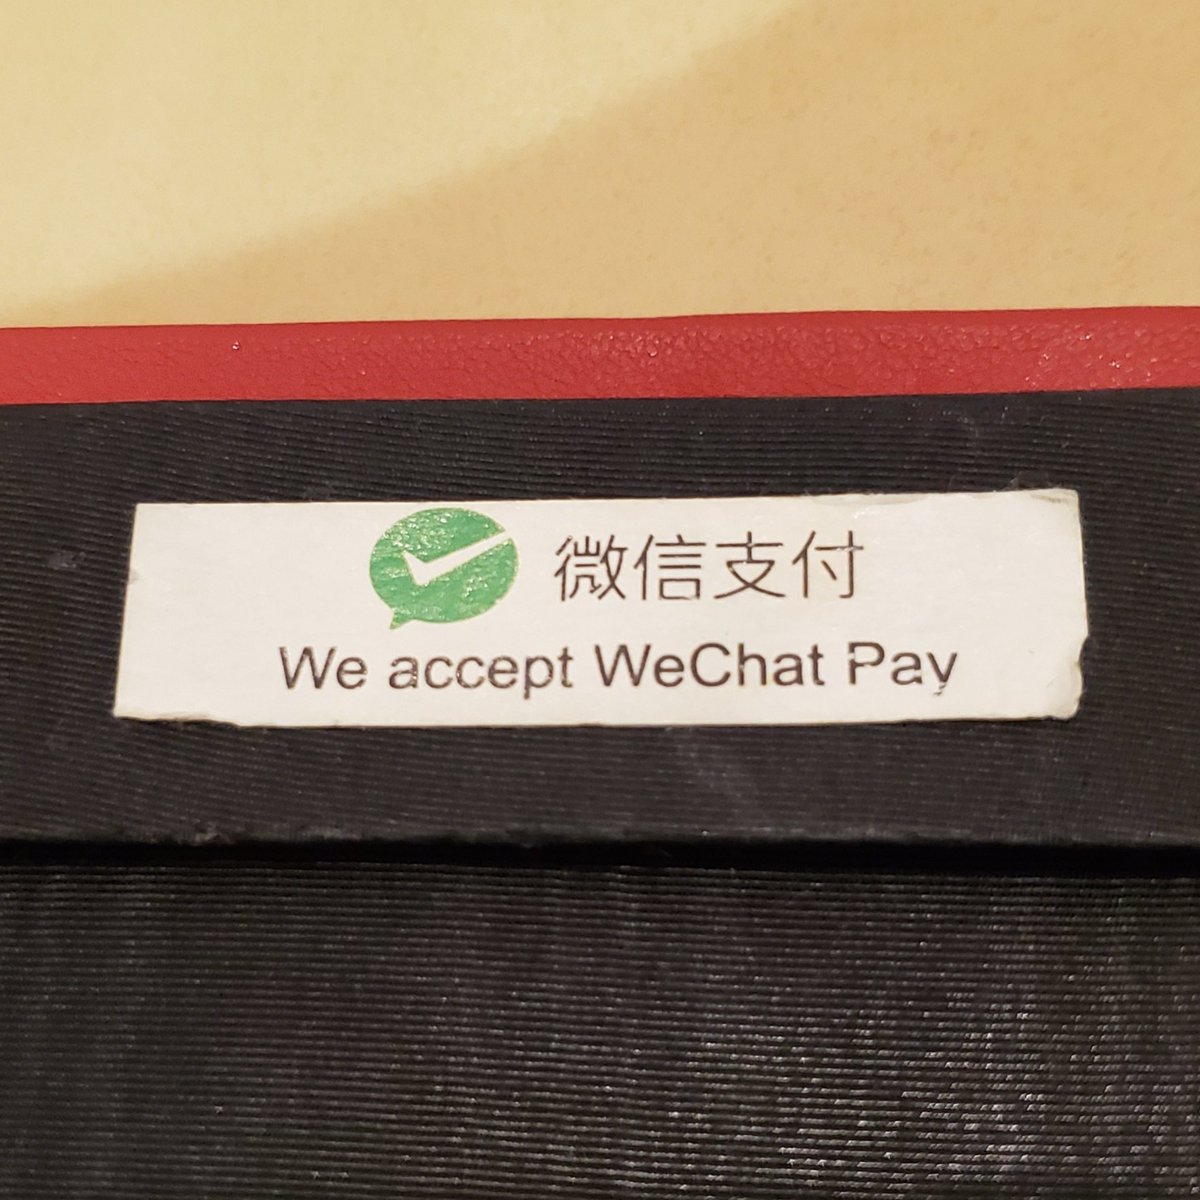 微信支付
We accept WeChat Pay